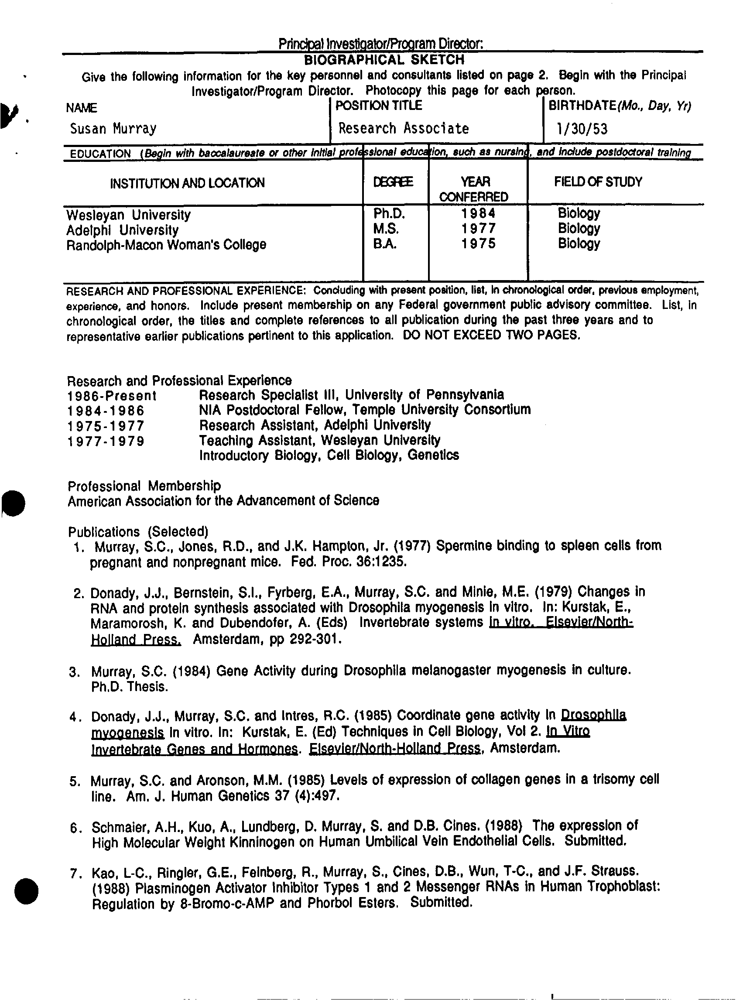 Principal Investigator/Program Director:
BIOGRAPHICAL SKETCH
Give the following information for the key personnel and consultants listed on page 2. Begin with the Principal
Investigator/Program Director. Photocopy this page for each person.
NAME POSITION TITLE BIRTHDATE (Mo., Day, Yr)
Susan Murray Research Associate 1/30/53
EDUCATION (Begin with baccalaureate or other initial professional education, such as nursing, and include postdoctoral training
INSTITUTION AND LOCATION DEGREE YEAR FIELD OF STUDY
CONFERRED
Wesleyan University Ph.D. 1984 Biology
Adelphi University M.S. 1977 Biology
Randolph-Macon Woman's College B.A. 1975 Biology
RESEARCH AND PROFESSIONAL EXPERIENCE: Concluding with present position, list, in chronological order, previous employment,
experience, and honors. Include present membership on any Federal government public advisory committee. List, in
chronological order, the titles and complete references to all publication during the past three years and to
representative earlier publications pertinent to this application. DO NOT EXCEED TWO PAGES.
Research and Professional Experience
1986-Present Research Specialist III, University of Pennsylvania
1984-1986 NIA Postdoctoral Fellow, Temple University Consortium
1975-1977 Research Assistant, Adelphi University
1977-1979 Teaching Assistant, Wesleyan University
Introductory Biology, Cell Biology, Genetics
Professional Membership
American Association for the Advancement of Science
Publications (Selected)
1. Murray, S.C., Jones, R.D., and J.K. Hampton, Jr. (1977) Spermine binding to spleen cells from
pregnant and nonpregnant mice. Fed. Proc. 36:1235.
2. Donady, J.J., Bernstein, S.I., Fyrberg, E.A., Murray, S.C. and Minie, M.E. (1979) Changes in
RNA and protein synthesis associated with Drosophila myogenesis in vitro. In: Kurstak, E.,
Maramorosh, K. and Dubendofer, A. (Eds) Invertebrate systems in vitro. Elsevier/North-
Holland Press. Amsterdam, pp 292-301.
3. Murray, S.C. (1984) Gene Activity during Drosophila melanogaster myogenesis in culture.
Ph.D. Thesis.
4. Donady, J.J., Murray, S.C. and Intres, R.C. (1985) Coordinate gene activity in Drosophila
myogenesis in vitro. In: Kurstak, E. (Ed) Techniques in Cell Biology, Vol 2. In Vitro
Invertebrate Genes and Hormones. Elsevier/North-Holland Press, Amsterdam.
5. Murray, S.C. and Aronson, M.M. (1985) Levels of expression of collagen genes in a trisomy cell
line. Am. J. Human Genetics 37 (4):497.
6. Schmaier, A.H., Kuo, A., Lundberg, D. Murray, S. and D.B. Cines. (1988) The expression of
High Molecular Weight Kinninogen on Human Umbilical Vein Endothelial Cells. Submitted.
7. Kao, L-C., Ringler, G.E., Feinberg, R., Murray, S., Cines, D.B., Wun, T-C., and J.F. Strauss.
(1988) Plasminogen Activator Inhibitor Types 1 and 2 Messenger RNAs in Human Trophoblast:
Regulation by 8-Bromo-c-AMP and Phorbol Esters. Submitted.